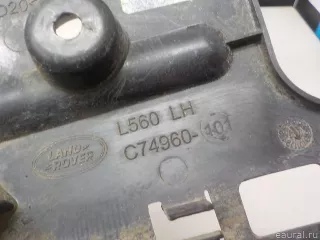 L560 LH
LAND ROVER
C74960-101
eaural.ru